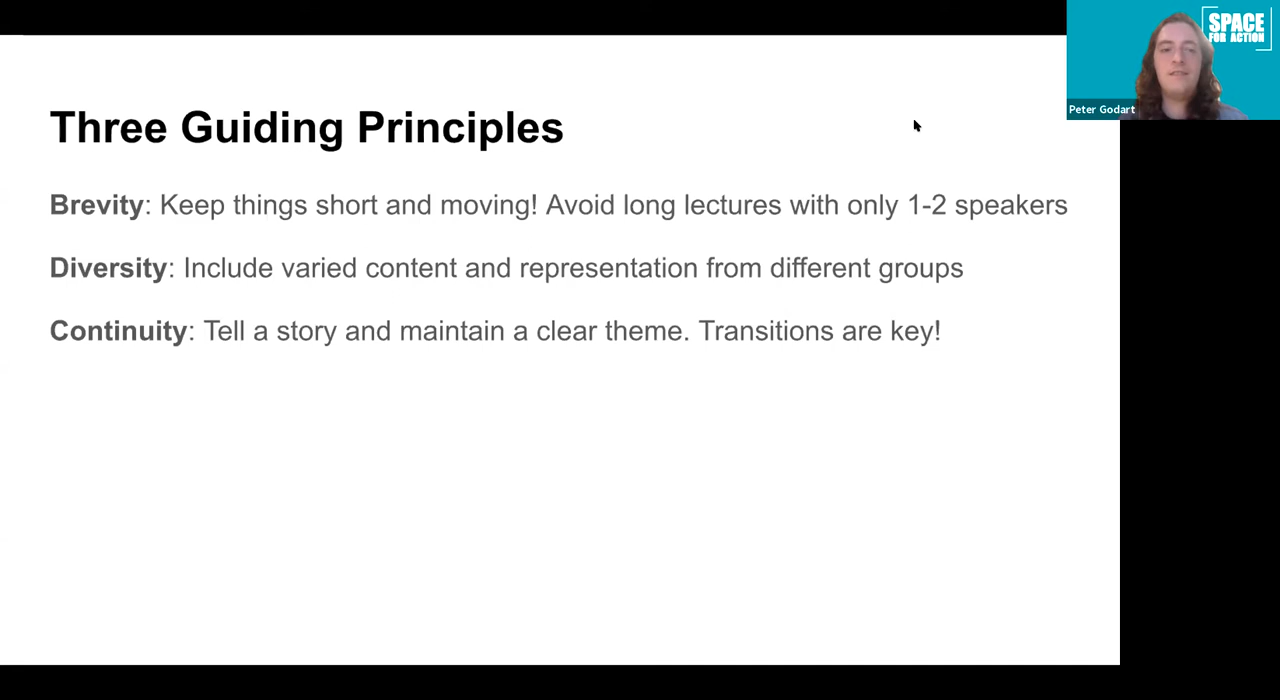 SPACE
FOR ACTION
Peter Godart
Three Guiding Principles
Brevity: Keep things short and moving! Avoid long lectures with only 1-2 speakers
Diversity: Include varied content and representation from different groups
Continuity: Tell a story and maintain a clear theme. Transitions are key!